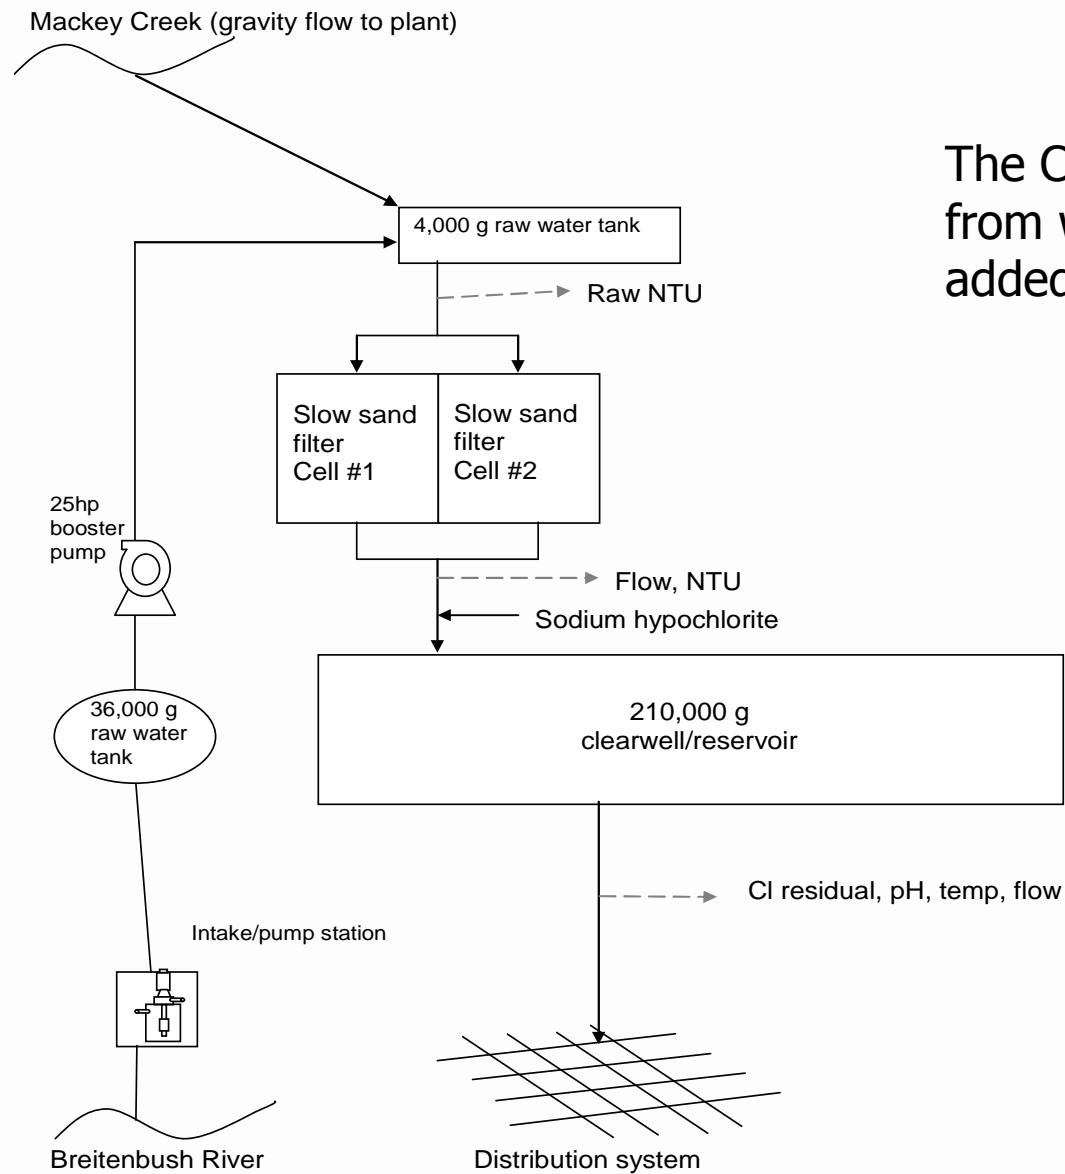 Mackey Creek (gravity flow to plant)
The
from
added
4,000 g raw water tank
Raw NTU
Slow sand
filter
Cell #1
Slow sand
filter
Cell #2
25hp
booster
pump
Flow, NTU
Sodium hypochlorite
36,000 g
raw water
tank
210,000 g
clearwell/reservoir
Cl residual, pH, temp, flow
Intake/pump station
Breitenbush River
Distribution system